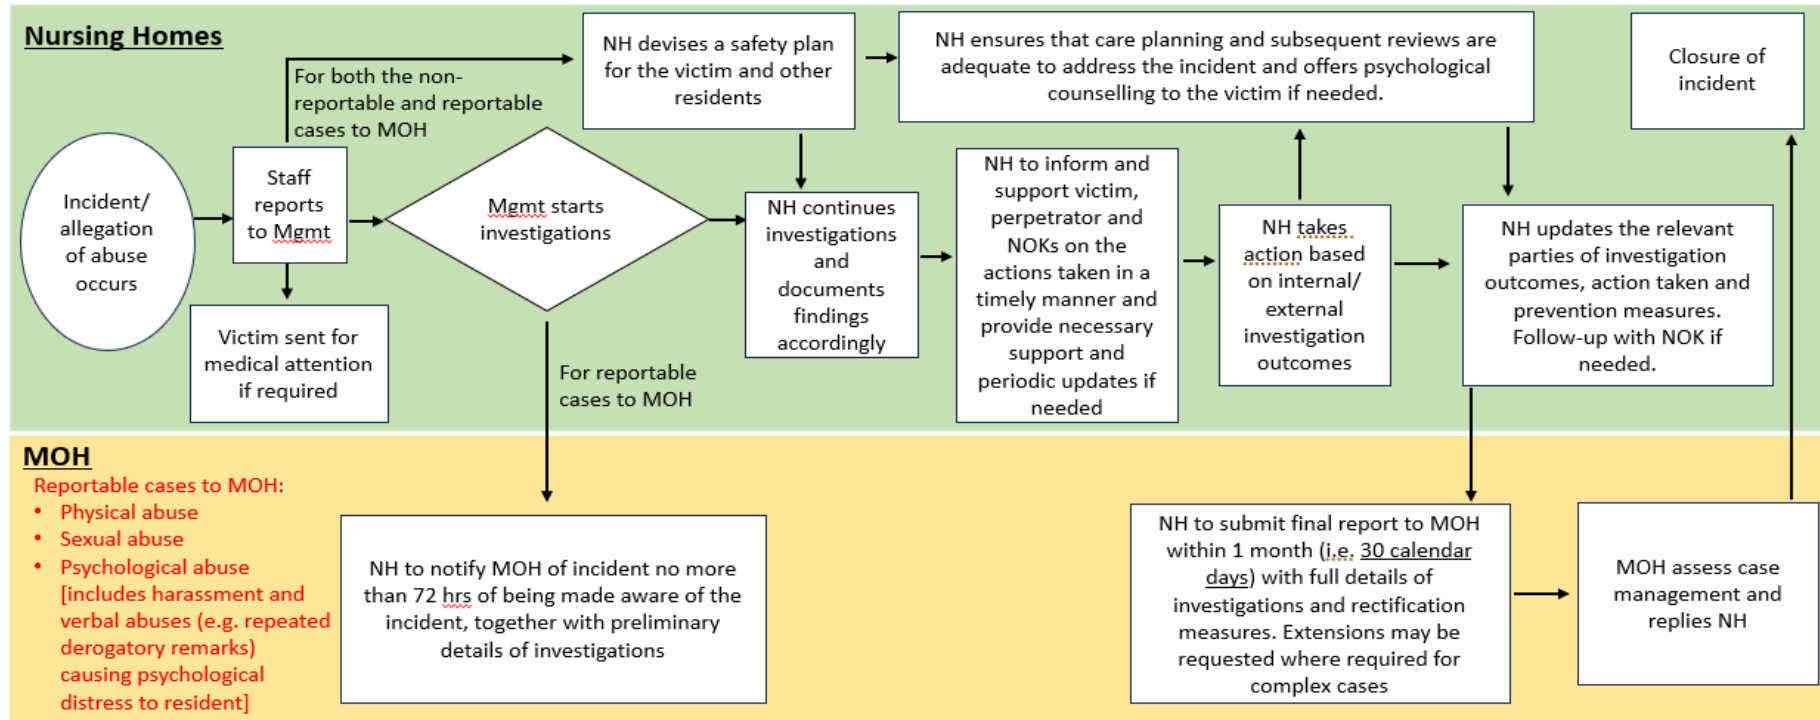 Nursing Homes
For both the non-
reportable and reportable
cases to MOH
NH devises a safety plan
for the victim and other
residents
NH ensures that care planning and subsequent reviews are
adequate to address the incident and offers psychological
counselling to the victim if needed.
Closure of
incident
Incident/
allegation
of abuse
occurs
Staff
reports
to Mgmt
Mgmt starts
investigations
NH continues
investigations
and
documents
findings
accordingly
NH to inform and
support victim,
perpetrator and
NOKs on the
actions taken in a
timely manner and
provide necessary
support and
periodic updates if
needed
NH takes
action based
on internal/
external
investigation
outcomes
NH updates the relevant
parties of investigation
outcomes, action taken and
prevention measures.
Follow-up with NOK if
needed.
Victim sent for
medical attention
if required
For reportable
cases to MOH
MOH
Reportable cases to MOH:
• Physical abuse
• Sexual abuse
• Psychological abuse
[includes harassment and
verbal abuses (e.g. repeated
derogatory remarks)
causing psychological
distress to resident]
NH to notify MOH of incident no more
than 72 hrs of being made aware of the
incident, together with preliminary
details of investigations
NH to submit final report to MOH
within 1 month (i.e. 30 calendar
days) with full details of
investigations and rectification
measures. Extensions may be
requested where required for
complex cases
MOH assess case
management and
replies NH